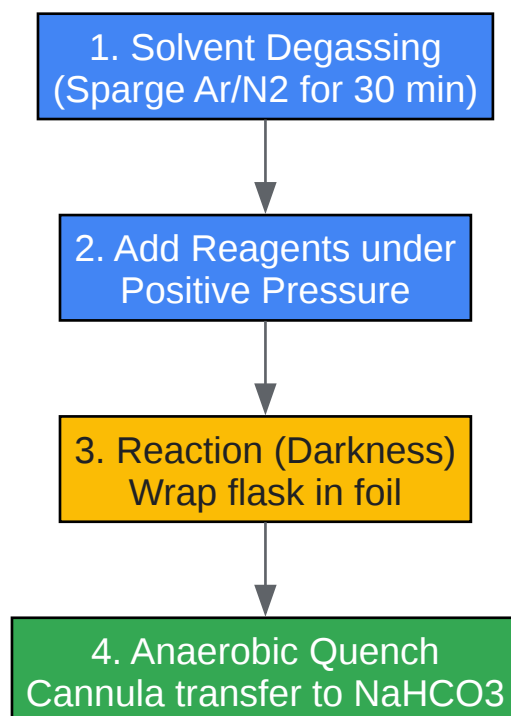 1. Solvent Degassing
(Sparge Ar/N2 for 30 min)
2. Add Reagents under
Positive Pressure
3. Reaction (Darkness)
Wrap flask in foil
4. Anaerobic Quench
Cannula transfer to NaHCO3